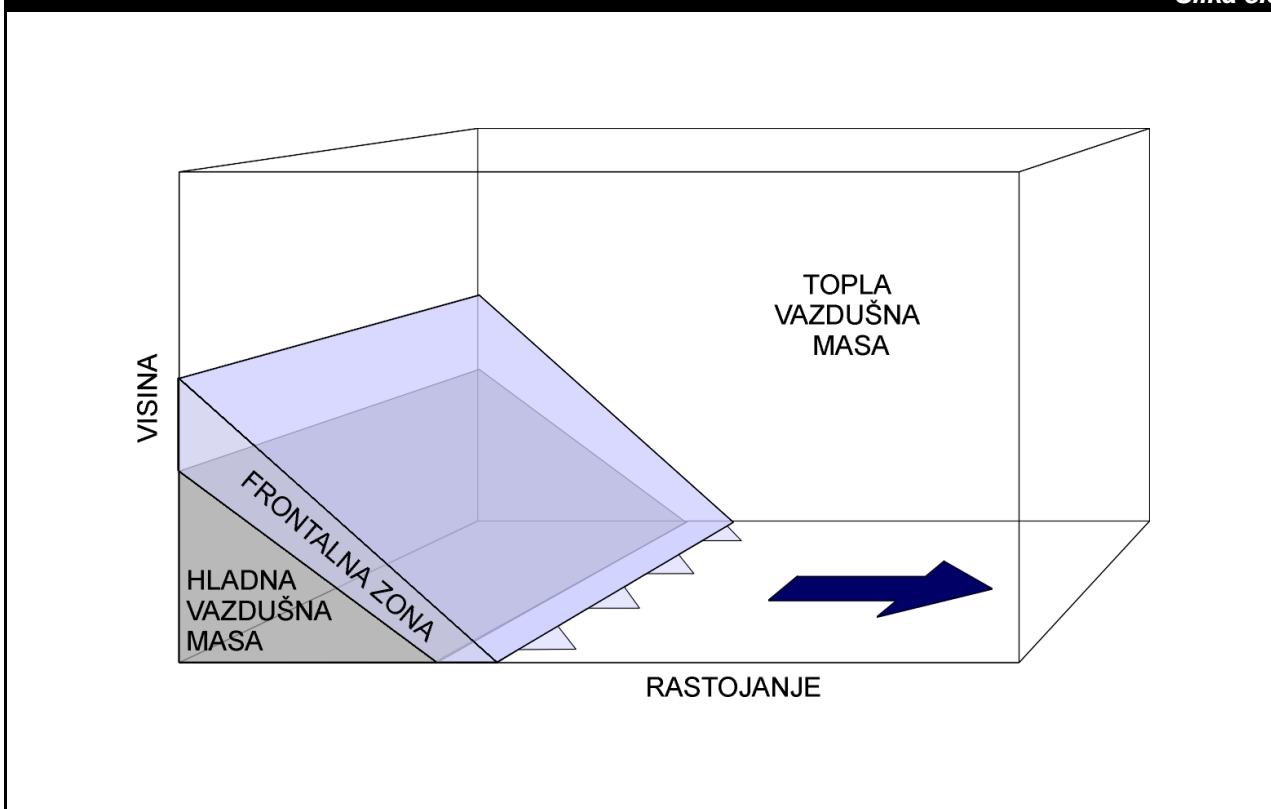 TOPLA
VAZDUŠNA
MASA
VISINA
FRONTALNA ZONA
HLADNA
VAZDUŠNA
MASA
RASTOJANJE